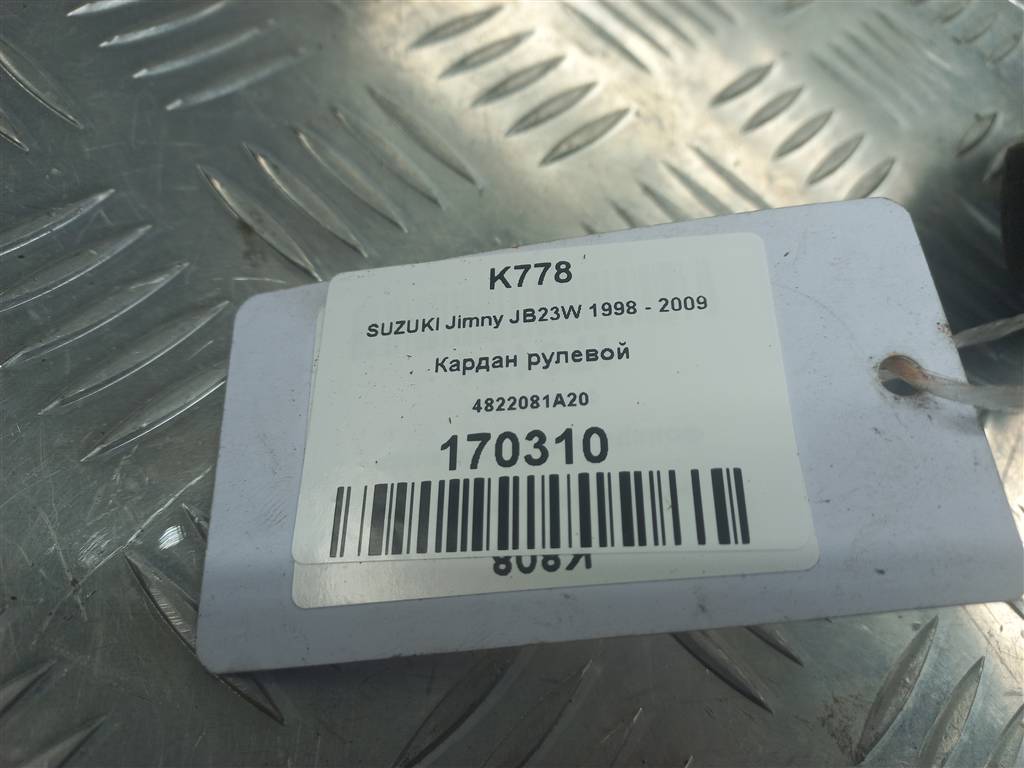 K778
SUZUKI Jimny JB23W 1998 - 2009
Кардан рулевой
4822081A20
170310